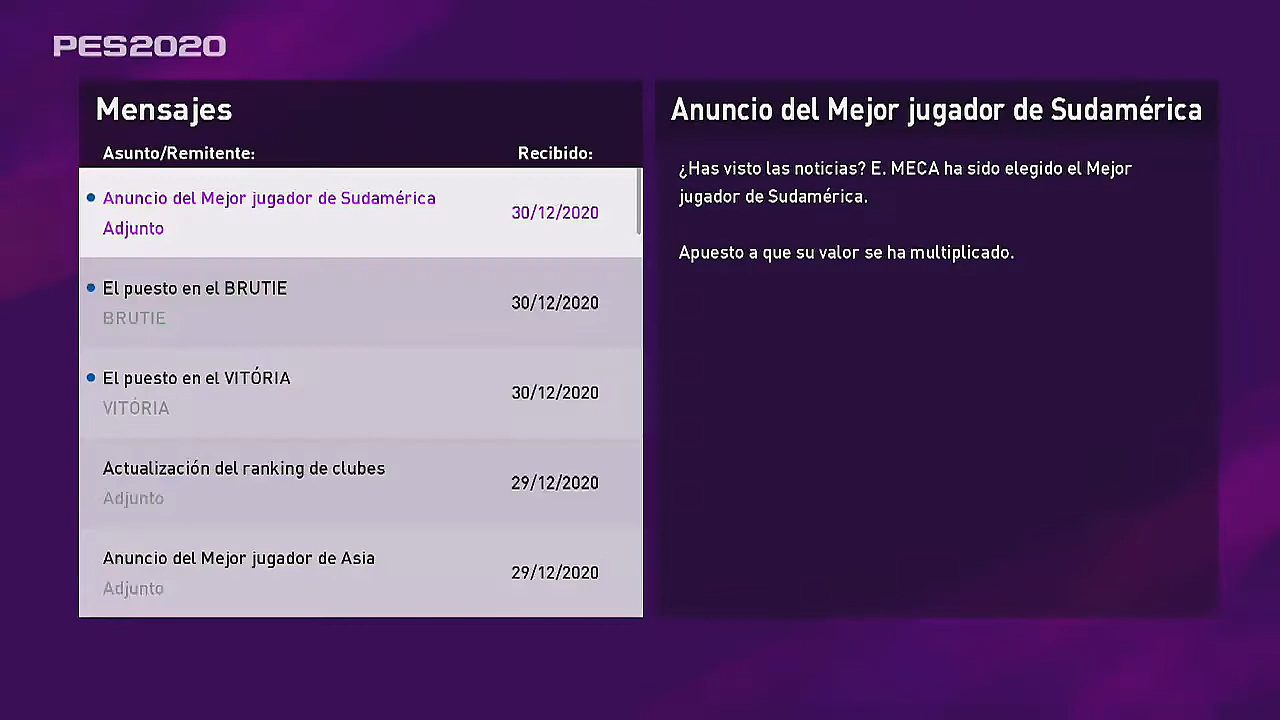 PES2020
Mensajes
Asunto/Remitente: Recibido:
Anuncio del Mejor jugador de Sudamérica
Adjunto
30/12/2020
El puesto en el BRUTIE
BRUTIE
30/12/2020
El puesto en el VITÓRIA
VITÓRIA
30/12/2020
Actualización del ranking de clubes
Adjunto
29/12/2020
Anuncio del Mejor jugador de Asia
Adjunto
29/12/2020
Anuncio del Mejor jugador de Sudamérica
¿Has visto las noticias? E. MECA ha sido elegido el Mejor
jugador de Sudamérica.
Apuesto a que su valor se ha multiplicado.